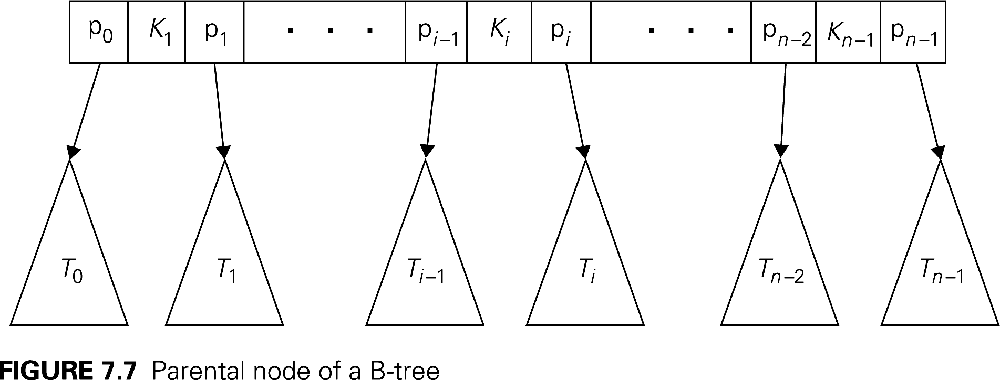 p0 K1 p1 . . . pi–1 Ki pi . . . pn–2 Kn–1 pn–1
T0 T1 Ti–1 Ti Tn–2 Tn–1
FIGURE 7.7 Parental node of a B-tree